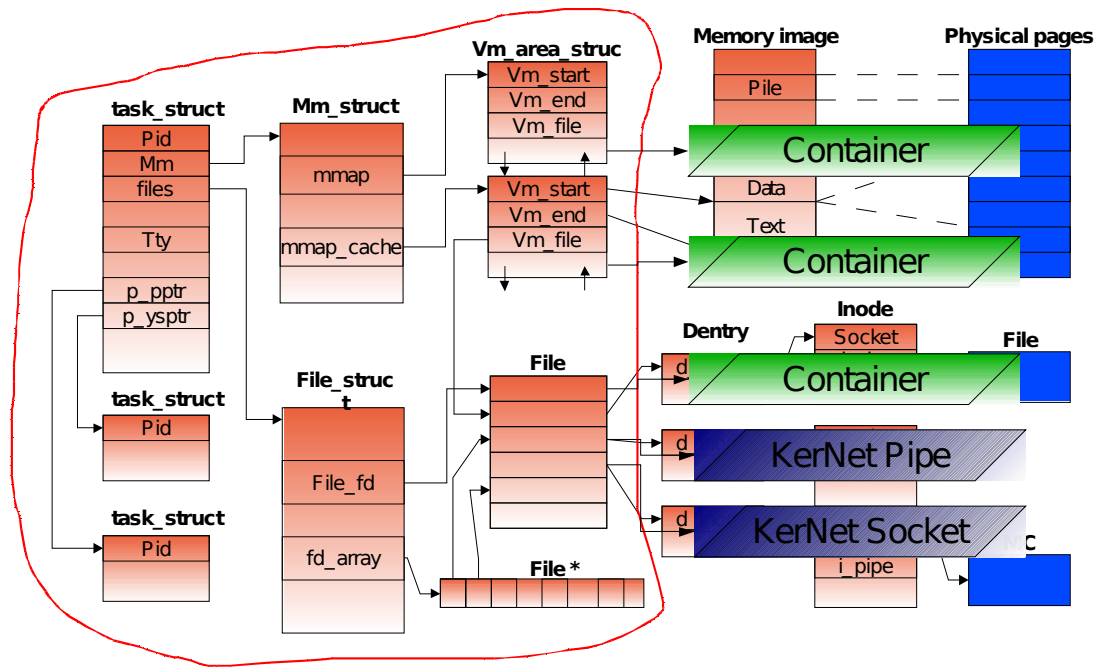 Vm_area_struc
Vm_start
Vm_end
Vm_file
Vm_start
Vm_end
Vm_file
task_struct
Pid
Mm
files
Tty
p_pptr
p_ysptr
Mm_struct
mmap
mmap_cache
task_struct
Pid
task_struct
Pid
File_struc
t
File_fd
fd_array
File
File *
Memory image
Pile
Container
Data
Text
Container
Physical pages
Dentry
Inode
Socket
File
d
Container
d
KerNet Pipe
d
KerNet Socket
i_pipe